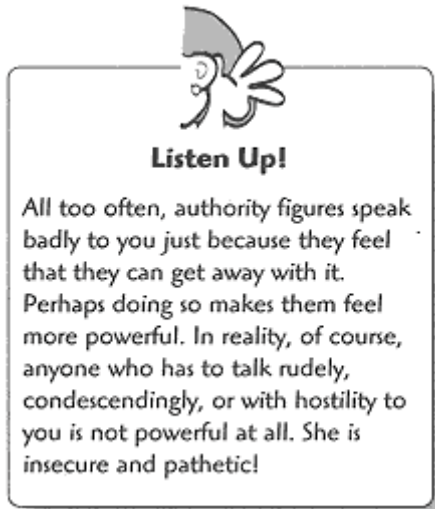 Listen Up!
All too often, authority figures speak
badly to you just because they feel
that they can get away with it.
Perhaps doing so makes them feel
more powerful. In reality, of course,
anyone who has to talk rudely,
condescendingly, or with hostility to
you is not powerful at all. She is
insecure and pathetic!